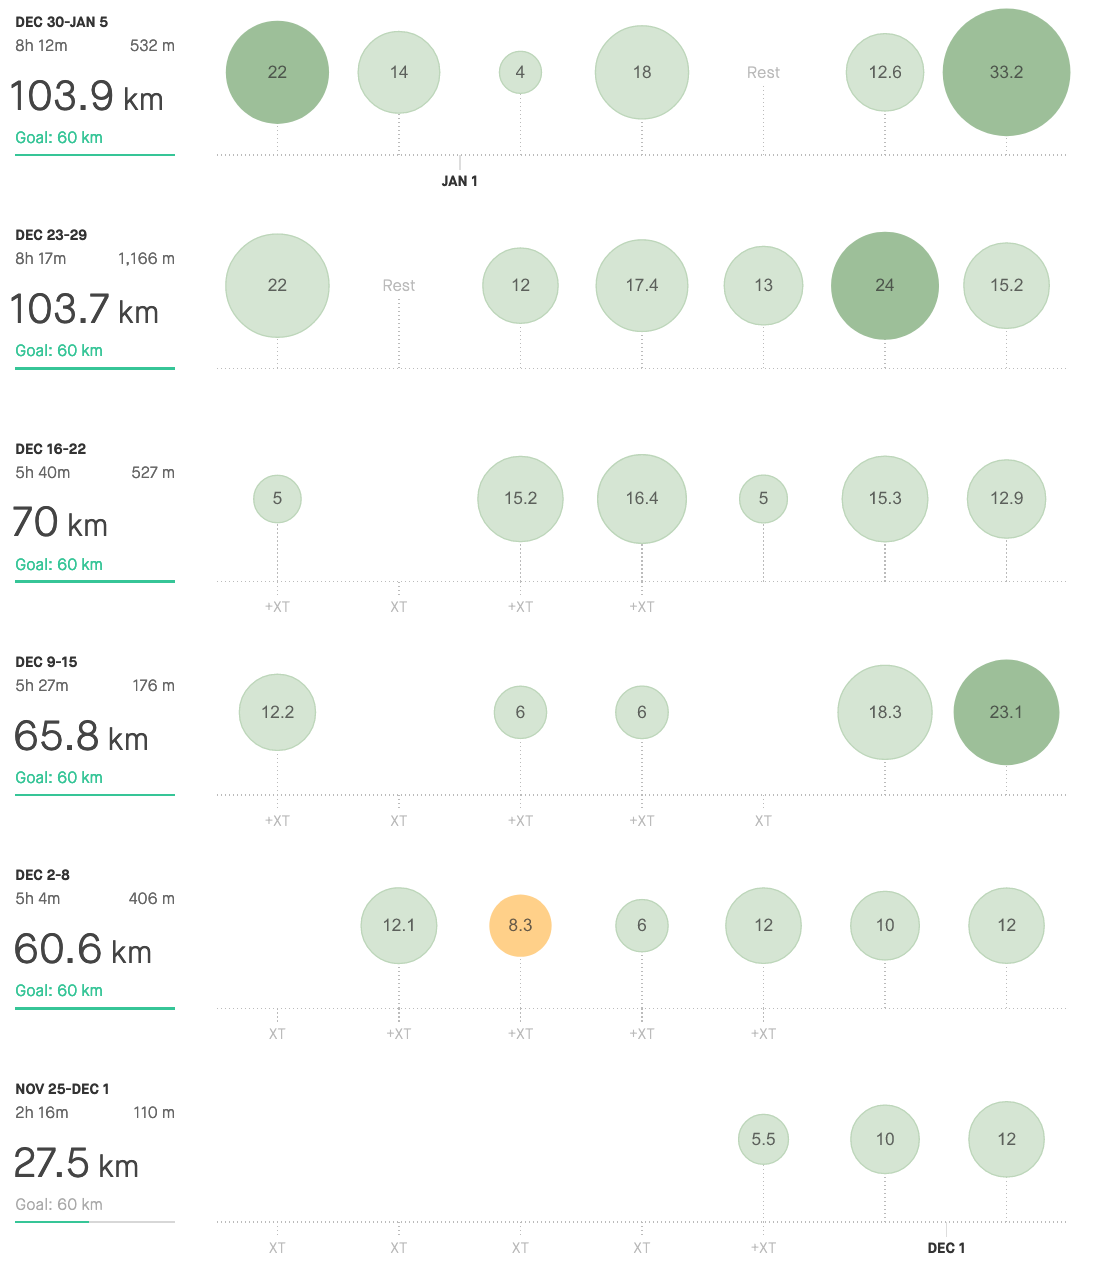 DEC 30-JAN 5
8h 12m 532 m
103.9 km
Goal: 60 km
22 14 4 18 Rest 12.6 33.2
JAN 1
DEC 23-29
8h 17m 1,166 m
103.7 km
Goal: 60 km
22 Rest 12 17.4 13 24 15.2
DEC 16-22
5h 40m 527 m
70 km
Goal: 60 km
5 15.2 16.4 5 15.3 12.9
+XT XT +XT +XT
DEC 9-15
5h 27m 176 m
65.8 km
Goal: 60 km
12.2 6 6 18.3 23.1
+XT XT +XT +XT XT
DEC 2-8
5h 4m 406 m
60.6 km
Goal: 60 km
12.1 8.3 6 12 10 12
XT +XT +XT +XT +XT
NOV 25-DEC 1
2h 16m 110 m
27.5 km
Goal: 60 km
5.5 10 12
XT XT XT XT +XT DEC 1